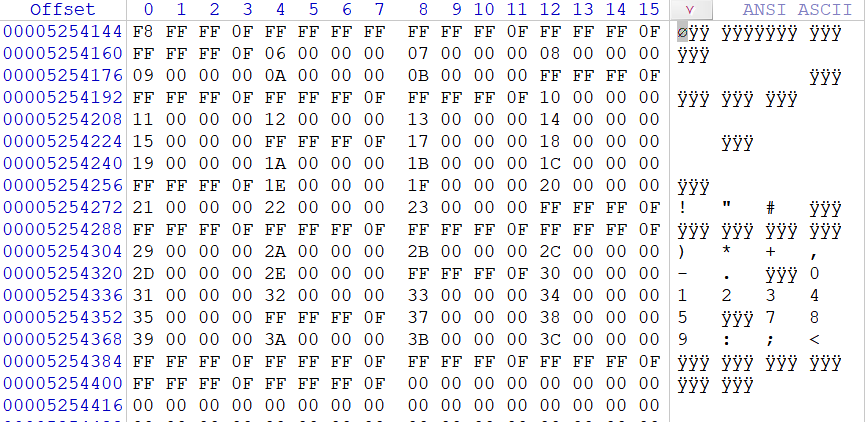 Offset 0 1 2 3 4 5 6 7 8 9 10 11 12 13 14 15 ˅ ANSI ASCII
00005254144 F8 FF FF 0F FF FF FF FF FF FF FF 0F FF FF FF 0F øÿÿ ÿÿÿÿÿÿÿ ÿÿÿ
00005254160 FF FF FF 0F 06 00 00 00 07 00 00 00 08 00 00 00 ÿÿÿ
00005254176 09 00 00 00 0A 00 00 00 0B 00 00 00 FF FF FF 0F ÿÿÿ
00005254192 FF FF FF 0F FF FF FF 0F FF FF FF 0F 10 00 00 00 ÿÿÿ ÿÿÿ ÿÿÿ
00005254208 11 00 00 00 12 00 00 00 13 00 00 00 14 00 00 00
00005254224 15 00 00 00 FF FF FF 0F 17 00 00 00 18 00 00 00 ÿÿÿ
00005254240 19 00 00 00 1A 00 00 00 1B 00 00 00 1C 00 00 00
00005254256 FF FF FF 0F 1E 00 00 00 1F 00 00 00 20 00 00 00 ÿÿÿ
00005254272 21 00 00 00 22 00 00 00 23 00 00 00 FF FF FF 0F ! " # ÿÿÿ
00005254288 FF FF FF 0F FF FF FF 0F FF FF FF 0F FF FF FF 0F ÿÿÿ ÿÿÿ ÿÿÿ ÿÿÿ
00005254304 29 00 00 00 2A 00 00 00 2B 00 00 00 2C 00 00 00 ) * + ,
00005254320 2D 00 00 00 2E 00 00 00 FF FF FF 0F 30 00 00 00 - . ÿÿÿ 0
00005254336 31 00 00 00 32 00 00 00 33 00 00 00 34 00 00 00 1 2 3 4
00005254352 35 00 00 00 FF FF FF 0F 37 00 00 00 38 00 00 00 5 ÿÿÿ 7 8
00005254368 39 00 00 00 3A 00 00 00 3B 00 00 00 3C 00 00 00 9 : ; <
00005254384 FF FF FF 0F FF FF FF 0F FF FF FF 0F FF FF FF 0F ÿÿÿ ÿÿÿ ÿÿÿ ÿÿÿ
00005254400 FF FF FF 0F FF FF FF 0F 00 00 00 00 00 00 00 00 ÿÿÿ ÿÿÿ
00005254416 00 00 00 00 00 00 00 00 00 00 00 00 00 00 00 00